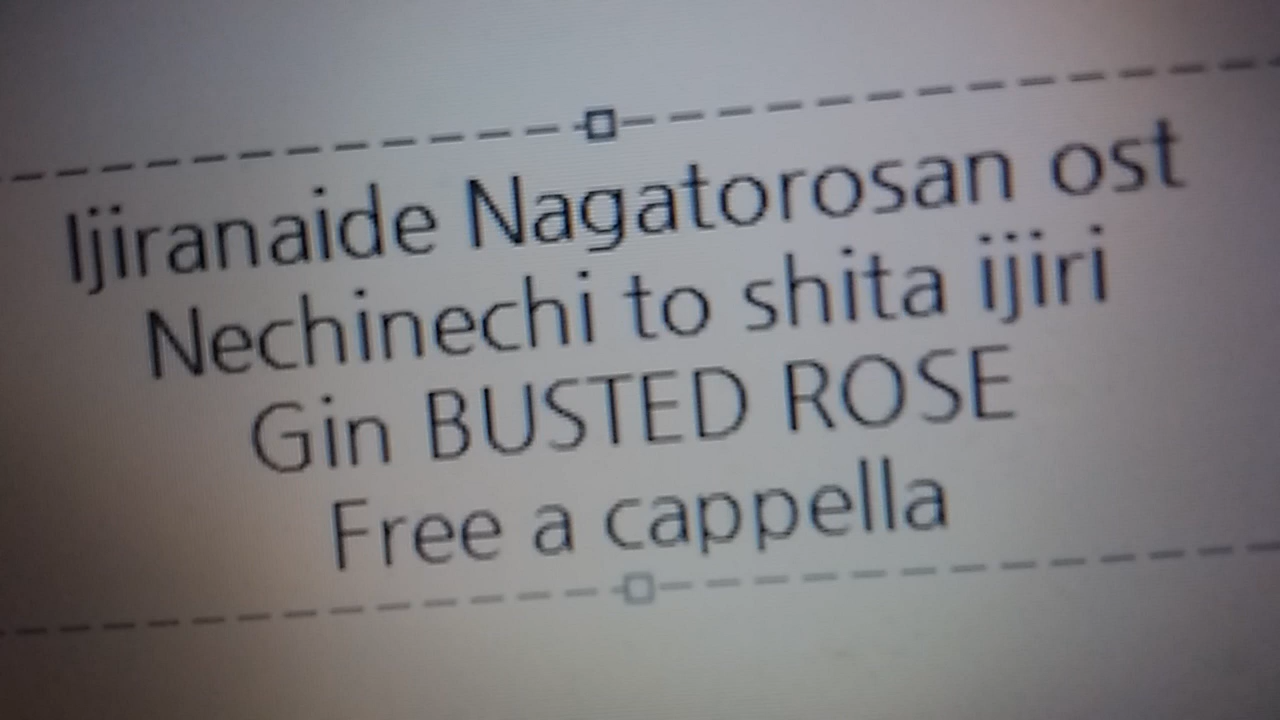 Ijiranaide Nagatorosan ost
Nechinechi to shita ijiri
Gin BUSTED ROSE
Free a cappella